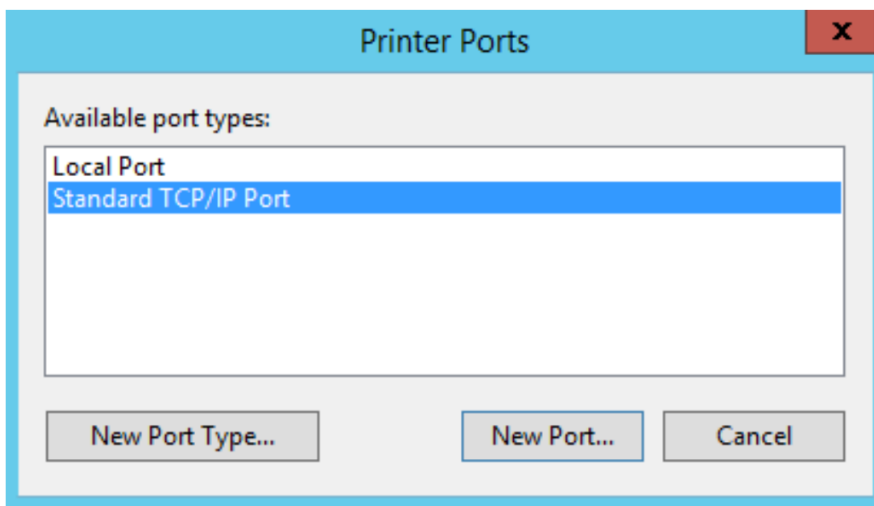 Printer Ports
x
Available port types:
Local Port
Standard TCP/IP Port
New Port Type...
New Port...
Cancel